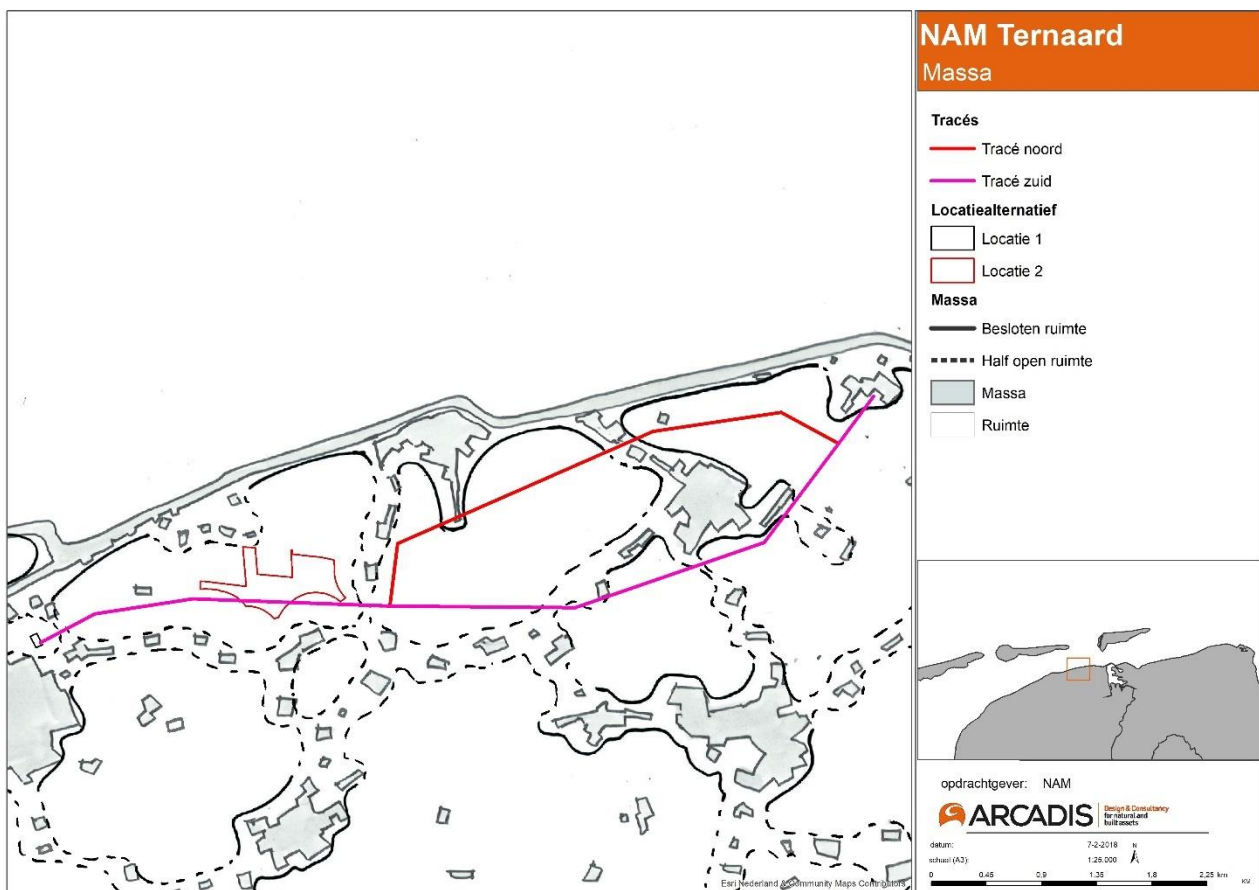 NAM Ternaard
Massa
Tracés
Tracé noord
Tracé zuid
Locatiealternatief
Locatie 1
Locatie 2
Massa
Besloten ruimte
Half open ruimte
Massa
Ruimte
opdrachtgever: NAM
ARCADIS
Design & Consultancy
for natural and
built assets
datum: 7-2-2018 N
schaal (A3): 1:25.000
0 0.45 0.9 1.35 1.8 2.25 km
KM
Esri Nederland & Community Maps Contributors